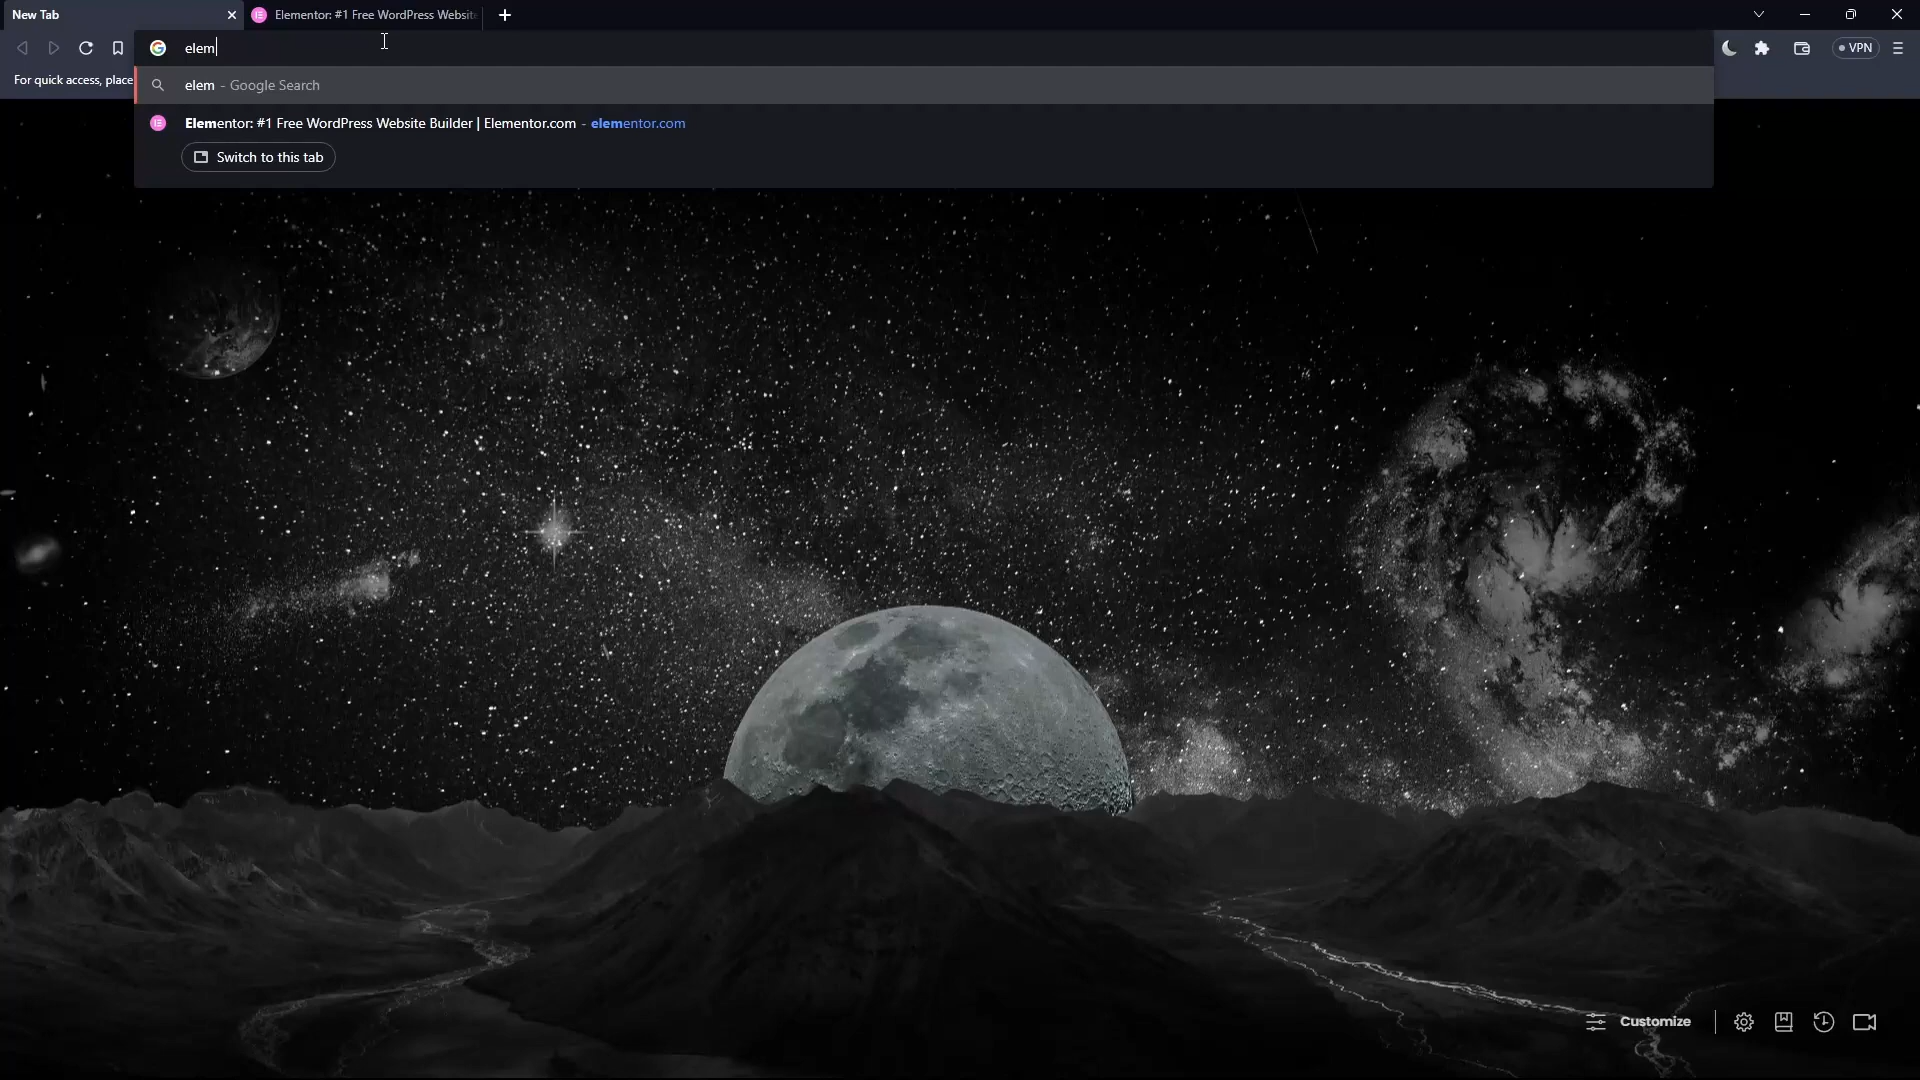 New Tab
Elementor: #1 Free WordPress Website
elem
VPN
For quick access, place
elem - Google Search
Elementor: #1 Free WordPress Website Builder | Elementor.com - elementor.com
Switch to this tab
Customize